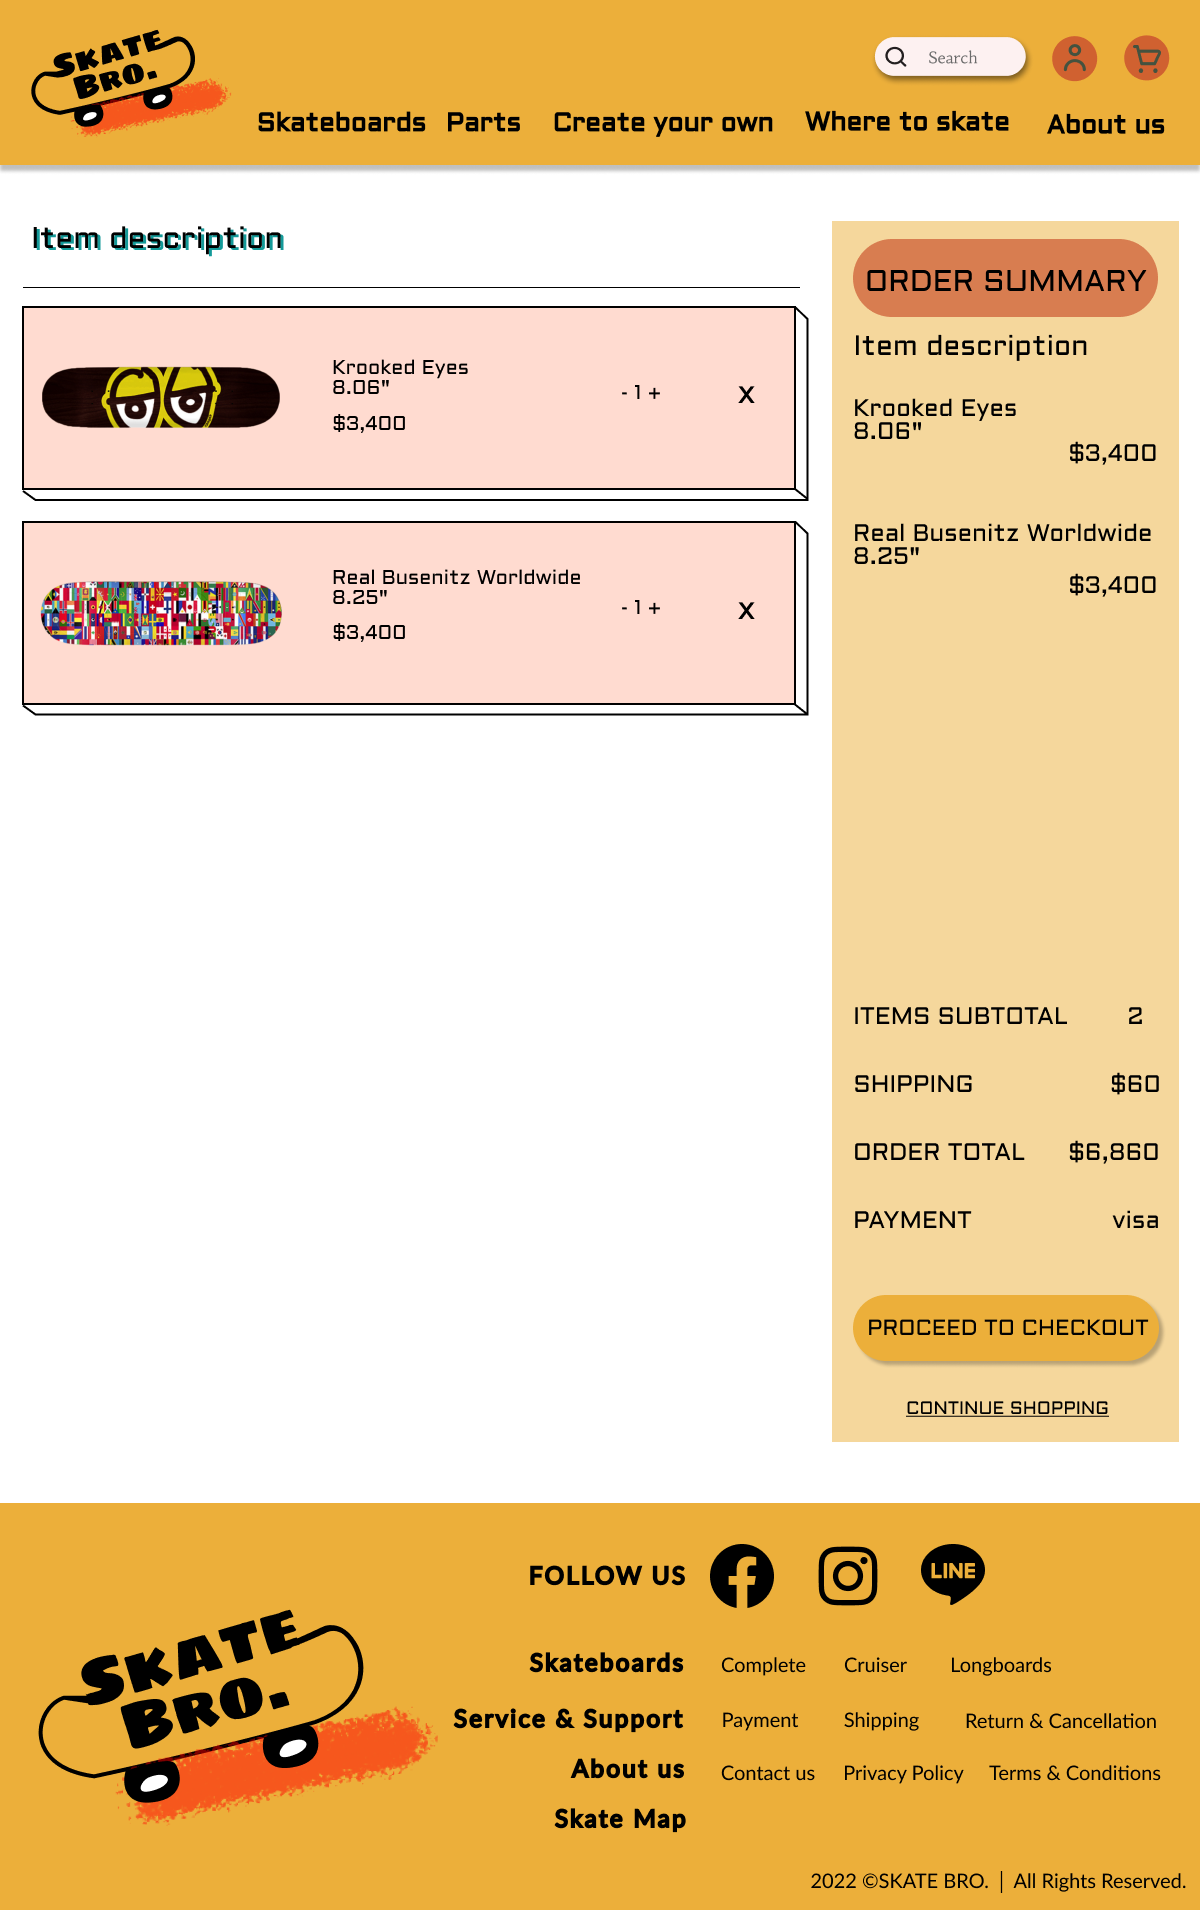 SKATE
BRO.
Search
Skateboards
Parts
Create your own
Where to skate
About us
Item description
Krooked Eyes
8.06"
$3,400
- 1 +
X
Real Busenitz Worldwide
8.25"
$3,400
- 1 +
X
ORDER SUMMARY
Item description
Krooked Eyes
8.06"
$3,400
Real Busenitz Worldwide
8.25"
$3,400
ITEMS SUBTOTAL 2
SHIPPING $60
ORDER TOTAL $6,860
PAYMENT visa
PROCEED TO CHECKOUT
CONTINUE SHOPPING
SKATE
BRO.
FOLLOW US
LINE
Skateboards Complete Cruiser Longboards
Service & Support Payment Shipping Return & Cancellation
About us Contact us Privacy Policy Terms & Conditions
Skate Map
2022 ©SKATE BRO. | All Rights Reserved.